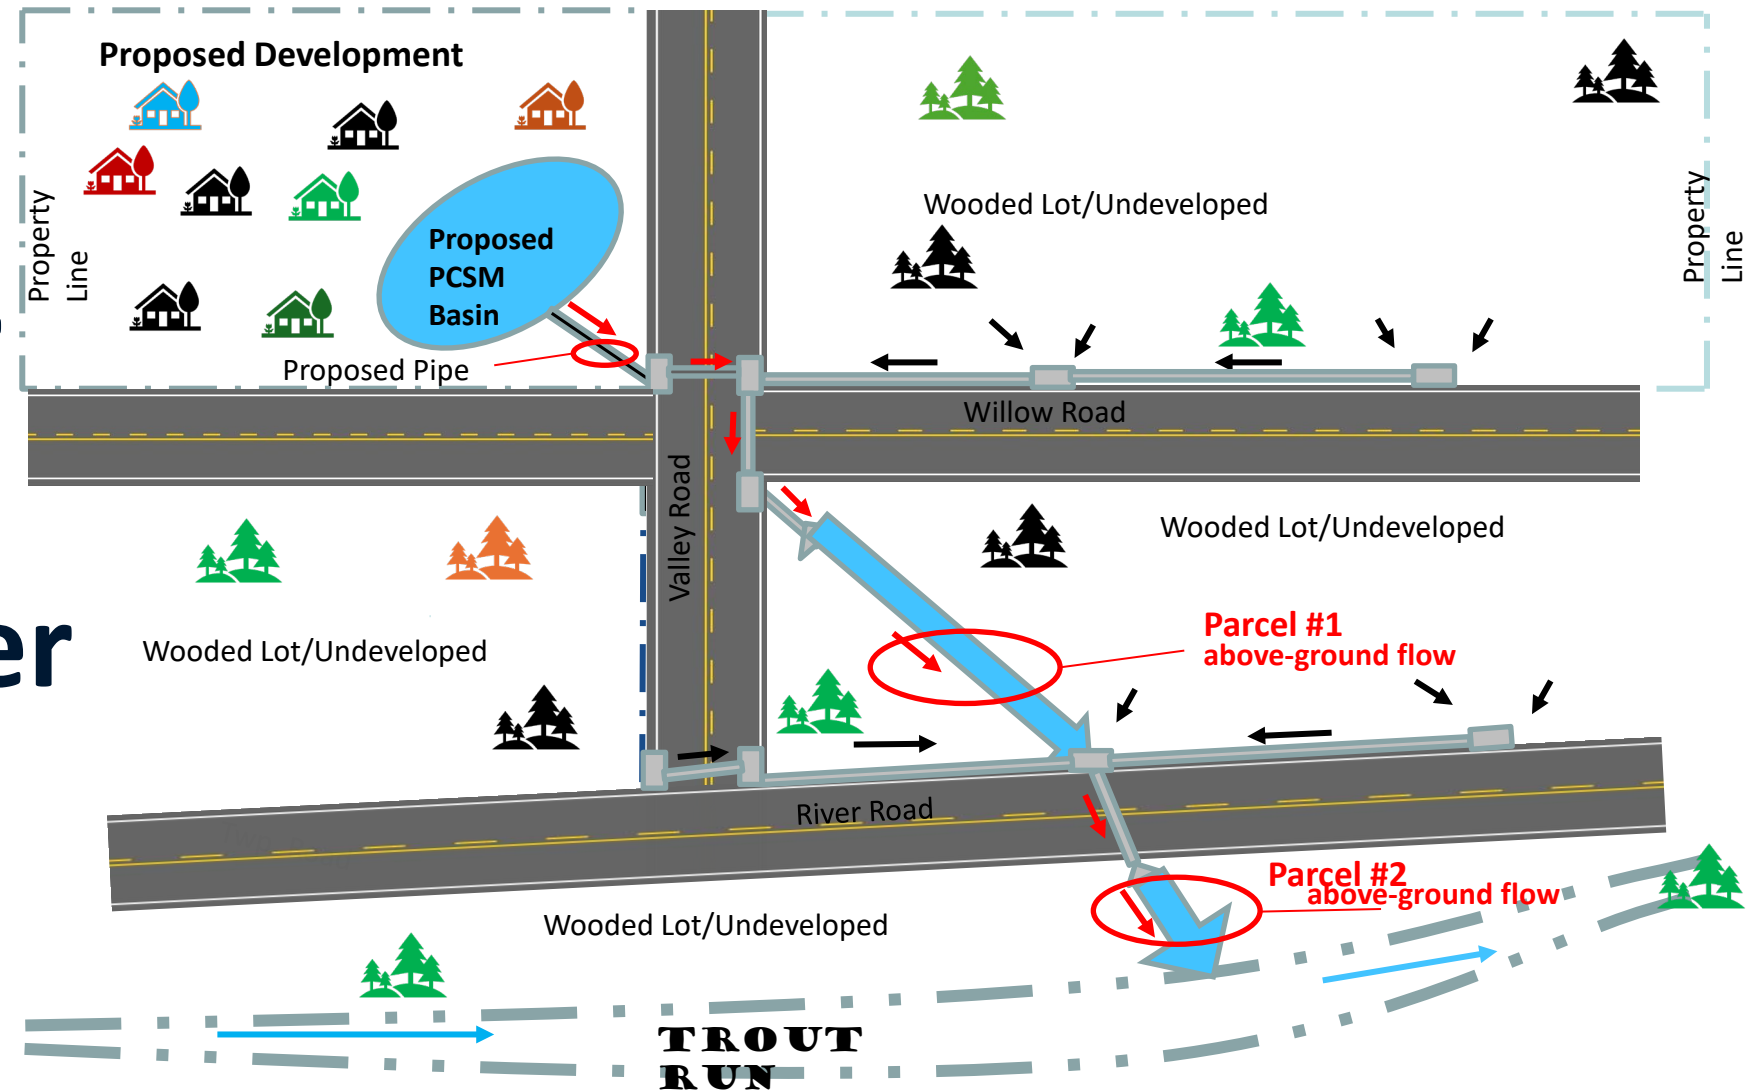 Proposed Development
Property
Line
Proposed
PCSM
Basin
Proposed Pipe
Wooded Lot/Undeveloped
Property
Line
Willow Road
Valley Road
Wooded Lot/Undeveloped
Wooded Lot/Undeveloped
Parcel #1
above-ground flow
River Road
Parcel #2
above-ground flow
Wooded Lot/Undeveloped
TROUT
RUN